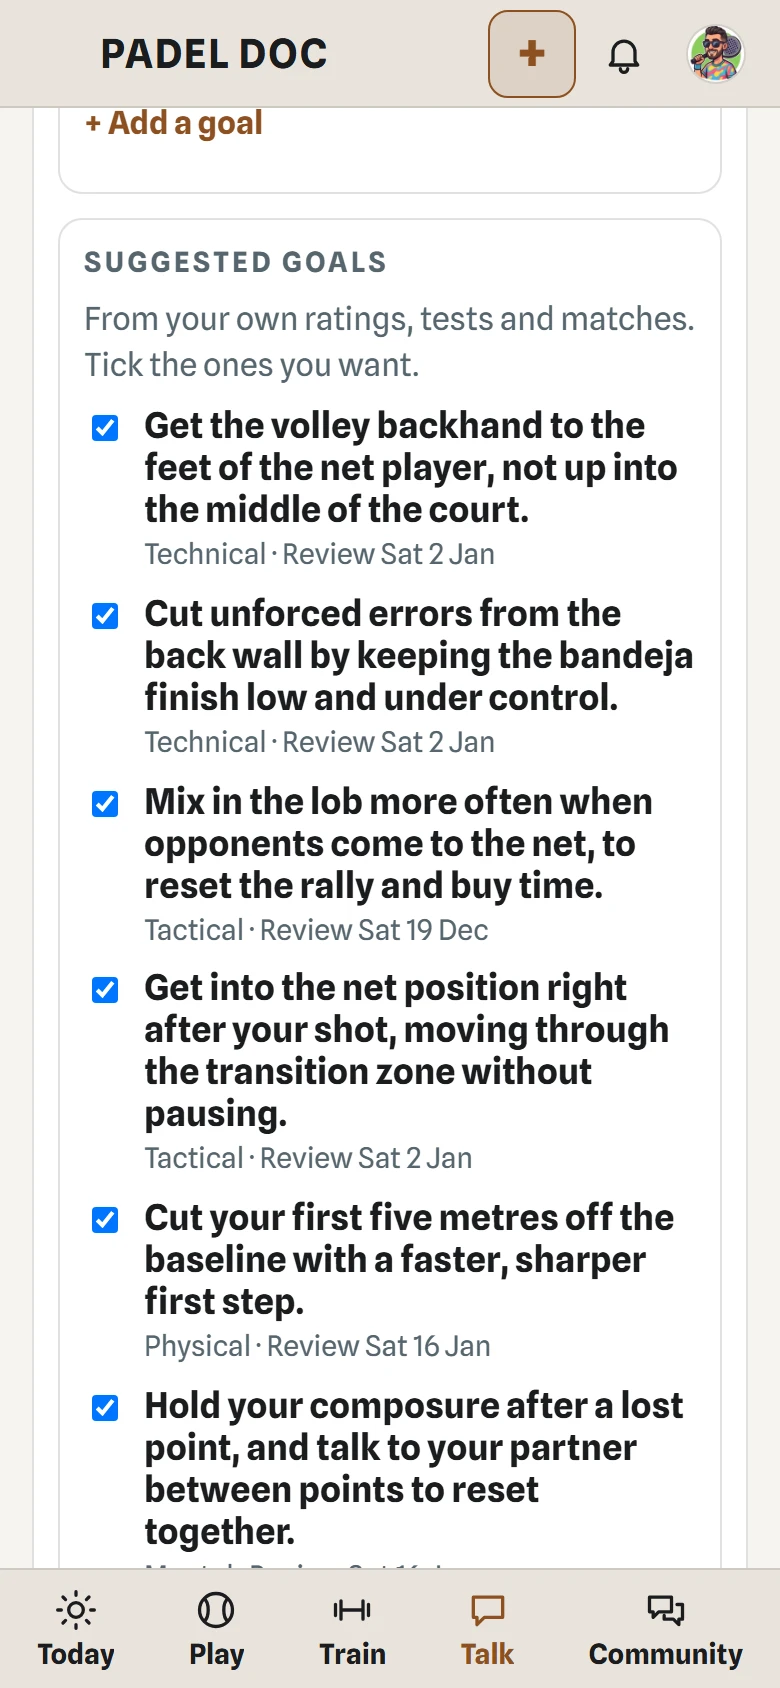 PADEL DOC
+ Add a goal
SUGGESTED GOALS
From your own ratings, tests and matches.
Tick the ones you want.
Get the volley backhand to the
feet of the net player, not up into
the middle of the court.
Technical · Review Sat 2 Jan
Cut unforced errors from the
back wall by keeping the bandeja
finish low and under control.
Technical · Review Sat 2 Jan
Mix in the lob more often when
opponents come to the net, to
reset the rally and buy time.
Tactical · Review Sat 19 Dec
Get into the net position right
after your shot, moving through
the transition zone without
pausing.
Tactical · Review Sat 2 Jan
Cut your first five metres off the
baseline with a faster, sharper
first step.
Physical · Review Sat 16 Jan
Hold your composure after a lost
point, and talk to your partner
between points to reset
together.
Today
Play
Train
Talk
Community